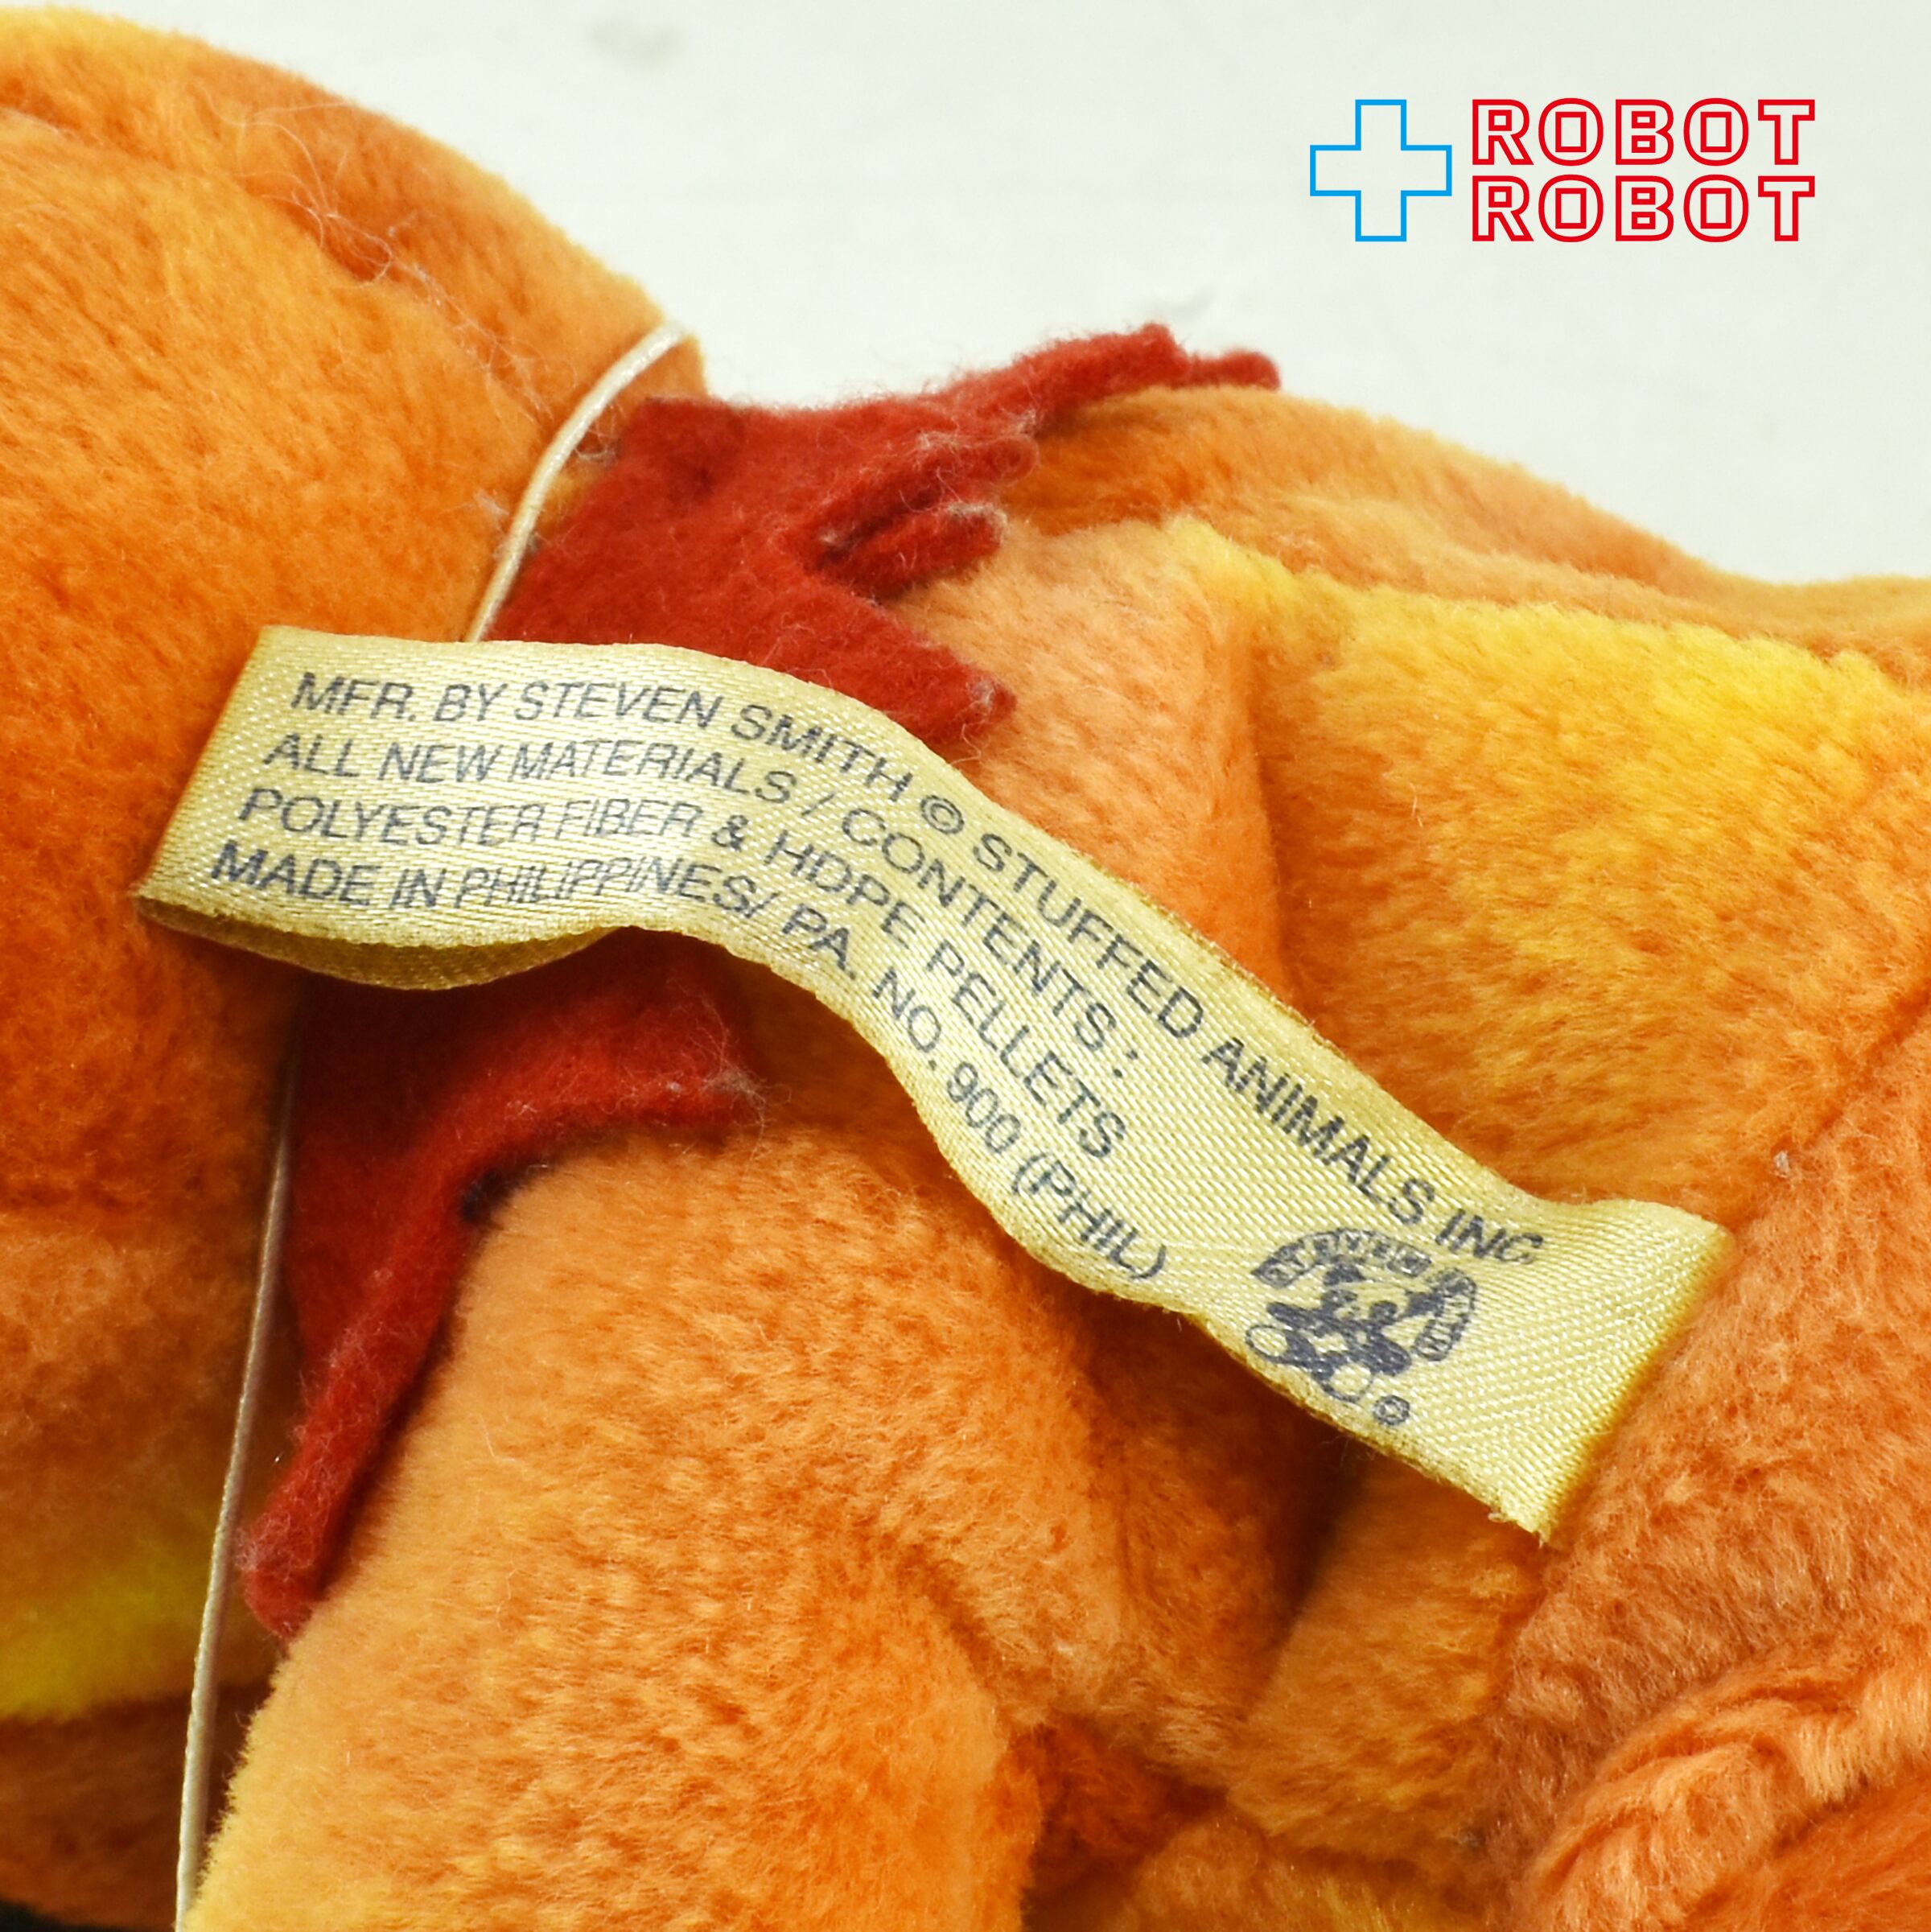 ROBOT
ROBOT
MFR. BY STEVEN SMITH © STUFFED ANIMALS INC
ALL NEW MATERIALS / CONTENTS :
POLYESTER FIBER & HDPE PELLETS
MADE IN PHILIPPINES/ PA. NO. 900 (PHIL)